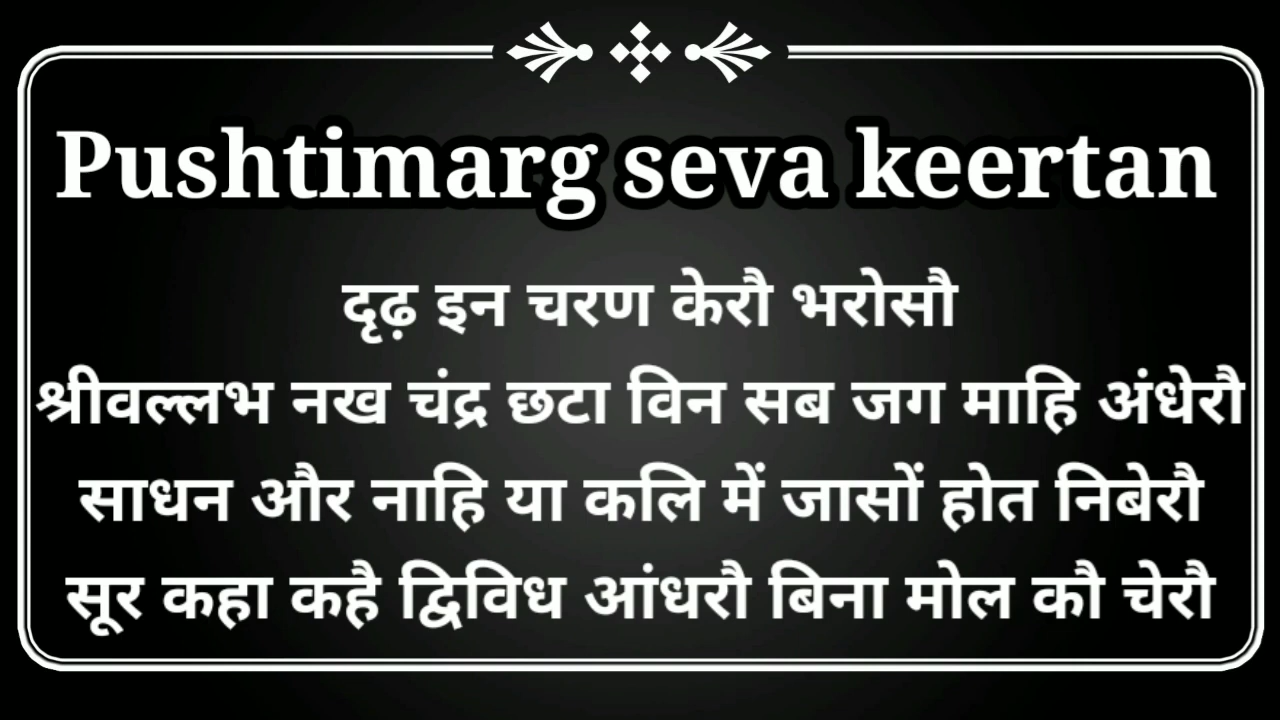 Pushtimarg seva keertan
दृढ़ इन चरण केरौ भरोसौ
श्रीवल्लभ नख चंद्र छटा विन सब जग माहि अंधेरौ
साधन और नाहि या कलि में जासों होत निबेरौ
सूर कहा कहै द्विविध आंधरौ बिना मोल कौ चेरौ